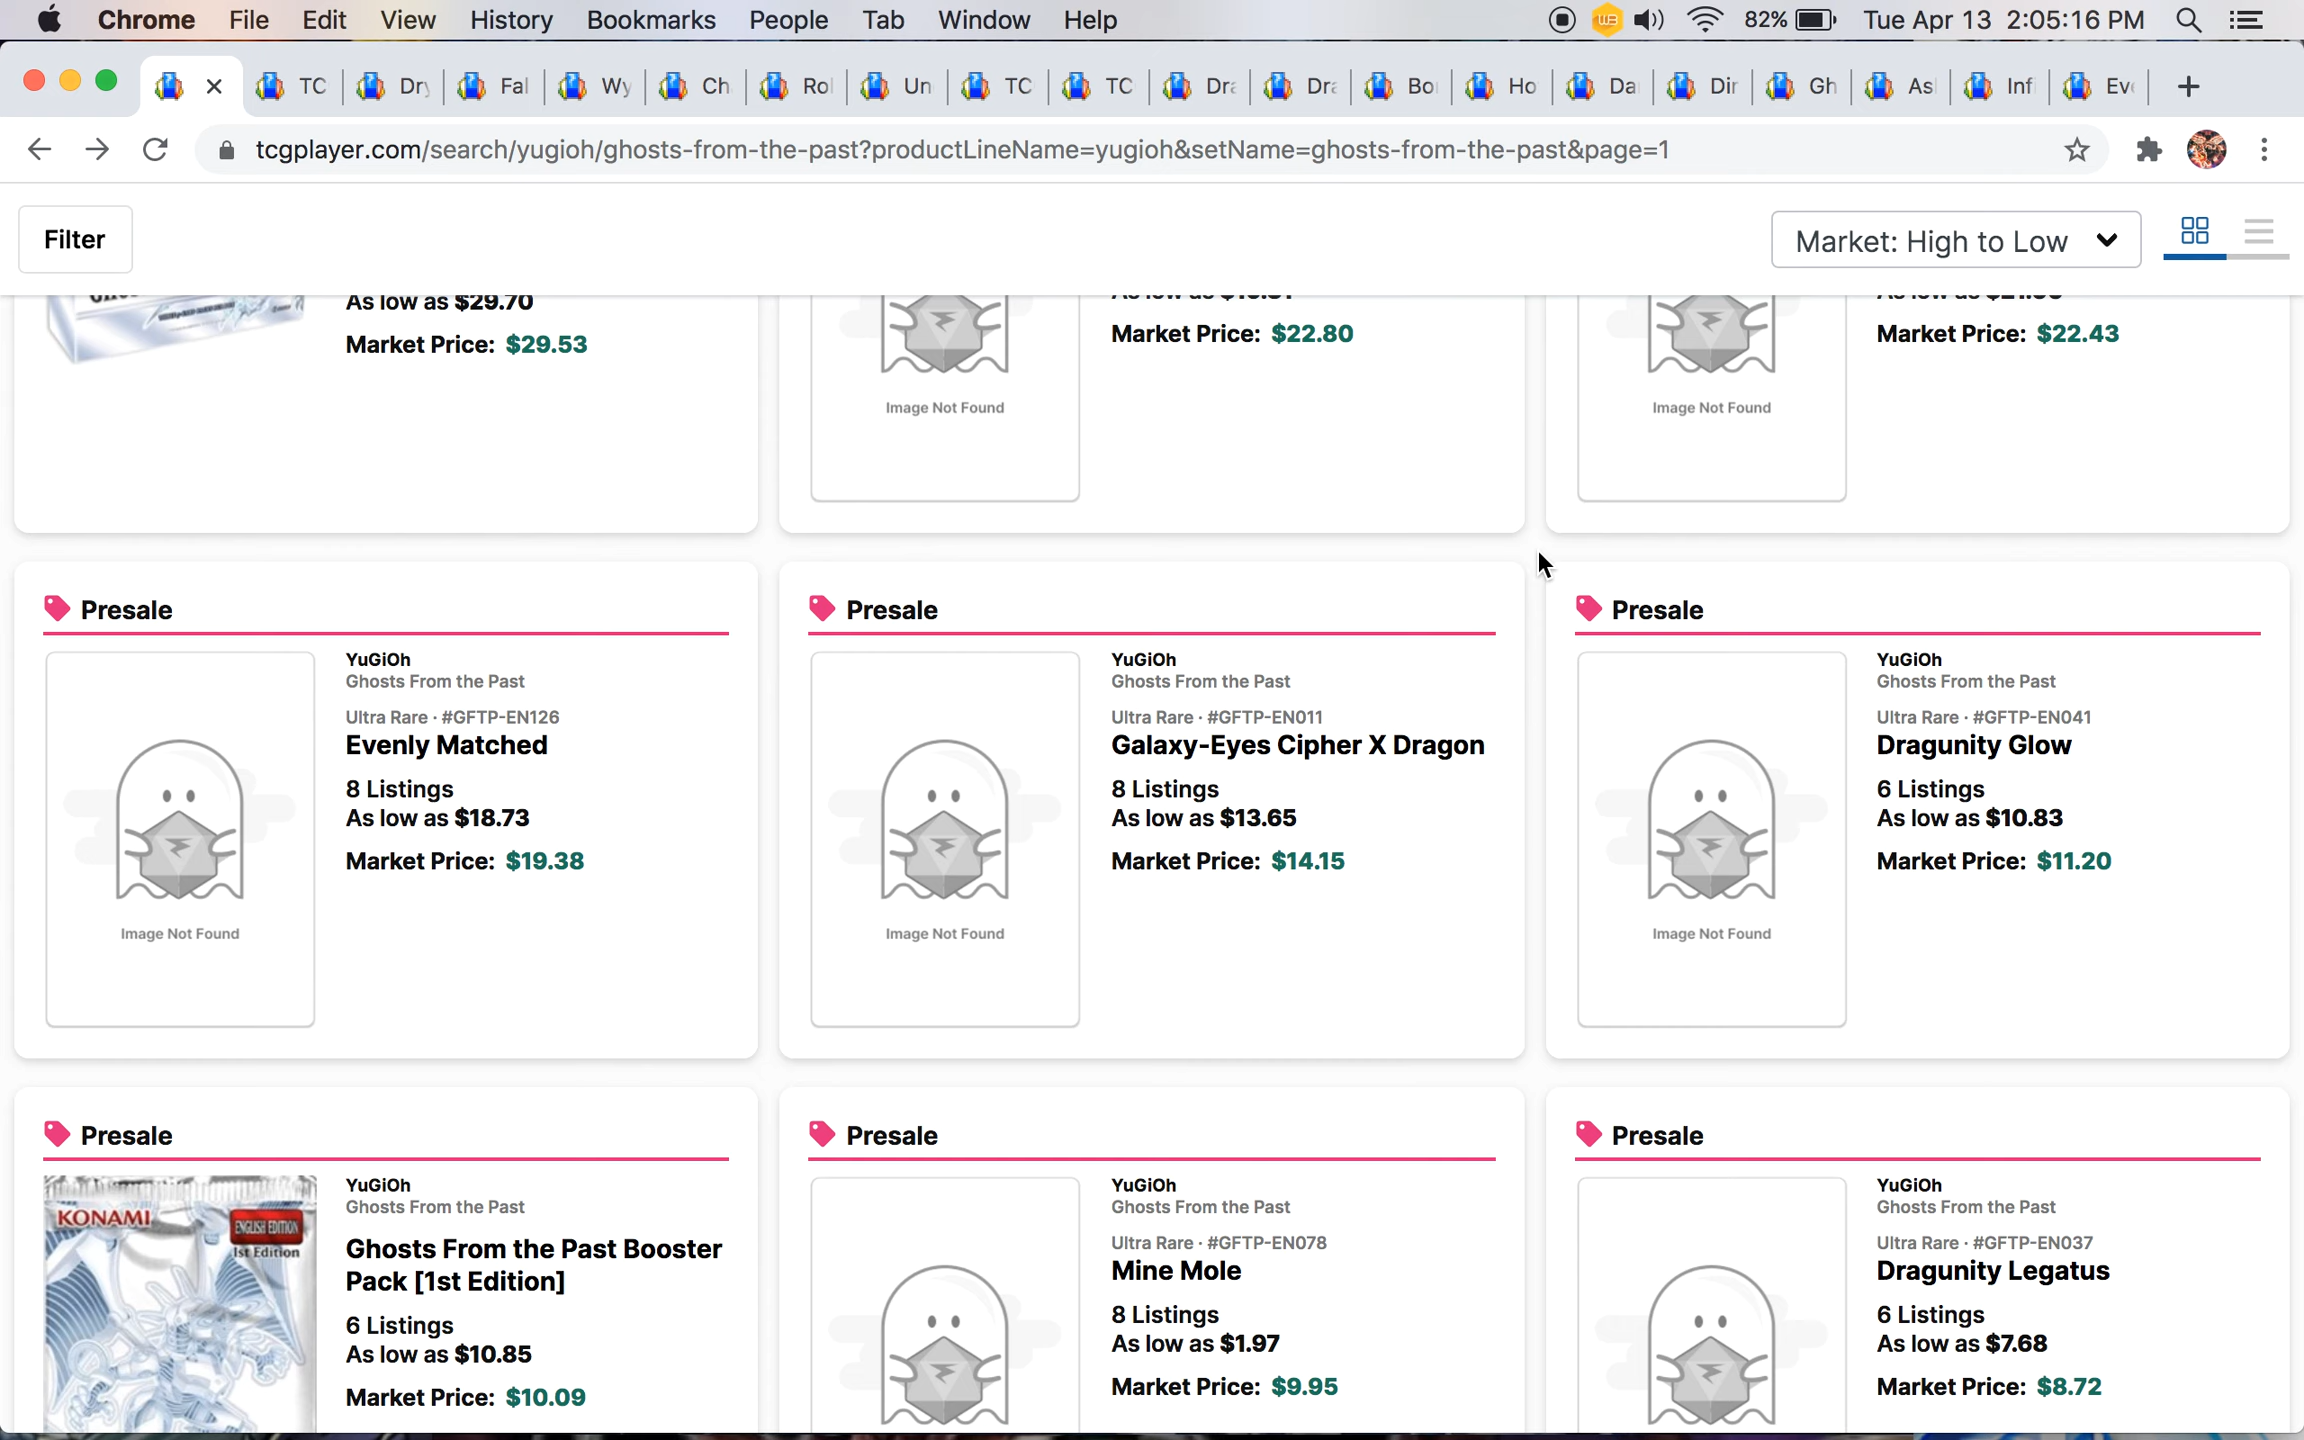 Chrome File Edit View History Bookmarks People Tab Window Help 82% Tue Apr 13 2:05:16 PM
TC Dry Fal Wy Ch Rol Un TC TC Dra Dra Bo Ho Da Dir Gh As Inf Eve
tcgplayer.com/search/yugioh/ghosts-from-the-past?productLineName=yugioh&setName=ghosts-from-the-past&page=1
Filter
Market: High to Low
As low as $29.70
Market Price: $29.53
As low as
Market Price: $22.80
Image Not Found
As low as
Market Price: $22.43
Image Not Found
Presale
YuGiOh
Ghosts From the Past
Ultra Rare · #GFTP-EN126
Evenly Matched
8 Listings
As low as $18.73
Market Price: $19.38
Image Not Found
Presale
YuGiOh
Ghosts From the Past
Ultra Rare · #GFTP-EN011
Galaxy-Eyes Cipher X Dragon
8 Listings
As low as $13.65
Market Price: $14.15
Image Not Found
Presale
YuGiOh
Ghosts From the Past
Ultra Rare · #GFTP-EN041
Dragunity Glow
6 Listings
As low as $10.83
Market Price: $11.20
Image Not Found
Presale
KONAMI
ENGLISH EDITION
1st Edition
YuGiOh
Ghosts From the Past
Ghosts From the Past Booster
Pack [1st Edition]
6 Listings
As low as $10.85
Market Price: $10.09
Presale
YuGiOh
Ghosts From the Past
Ultra Rare · #GFTP-EN078
Mine Mole
8 Listings
As low as $1.97
Market Price: $9.95
Presale
YuGiOh
Ghosts From the Past
Ultra Rare · #GFTP-EN037
Dragunity Legatus
6 Listings
As low as $7.68
Market Price: $8.72